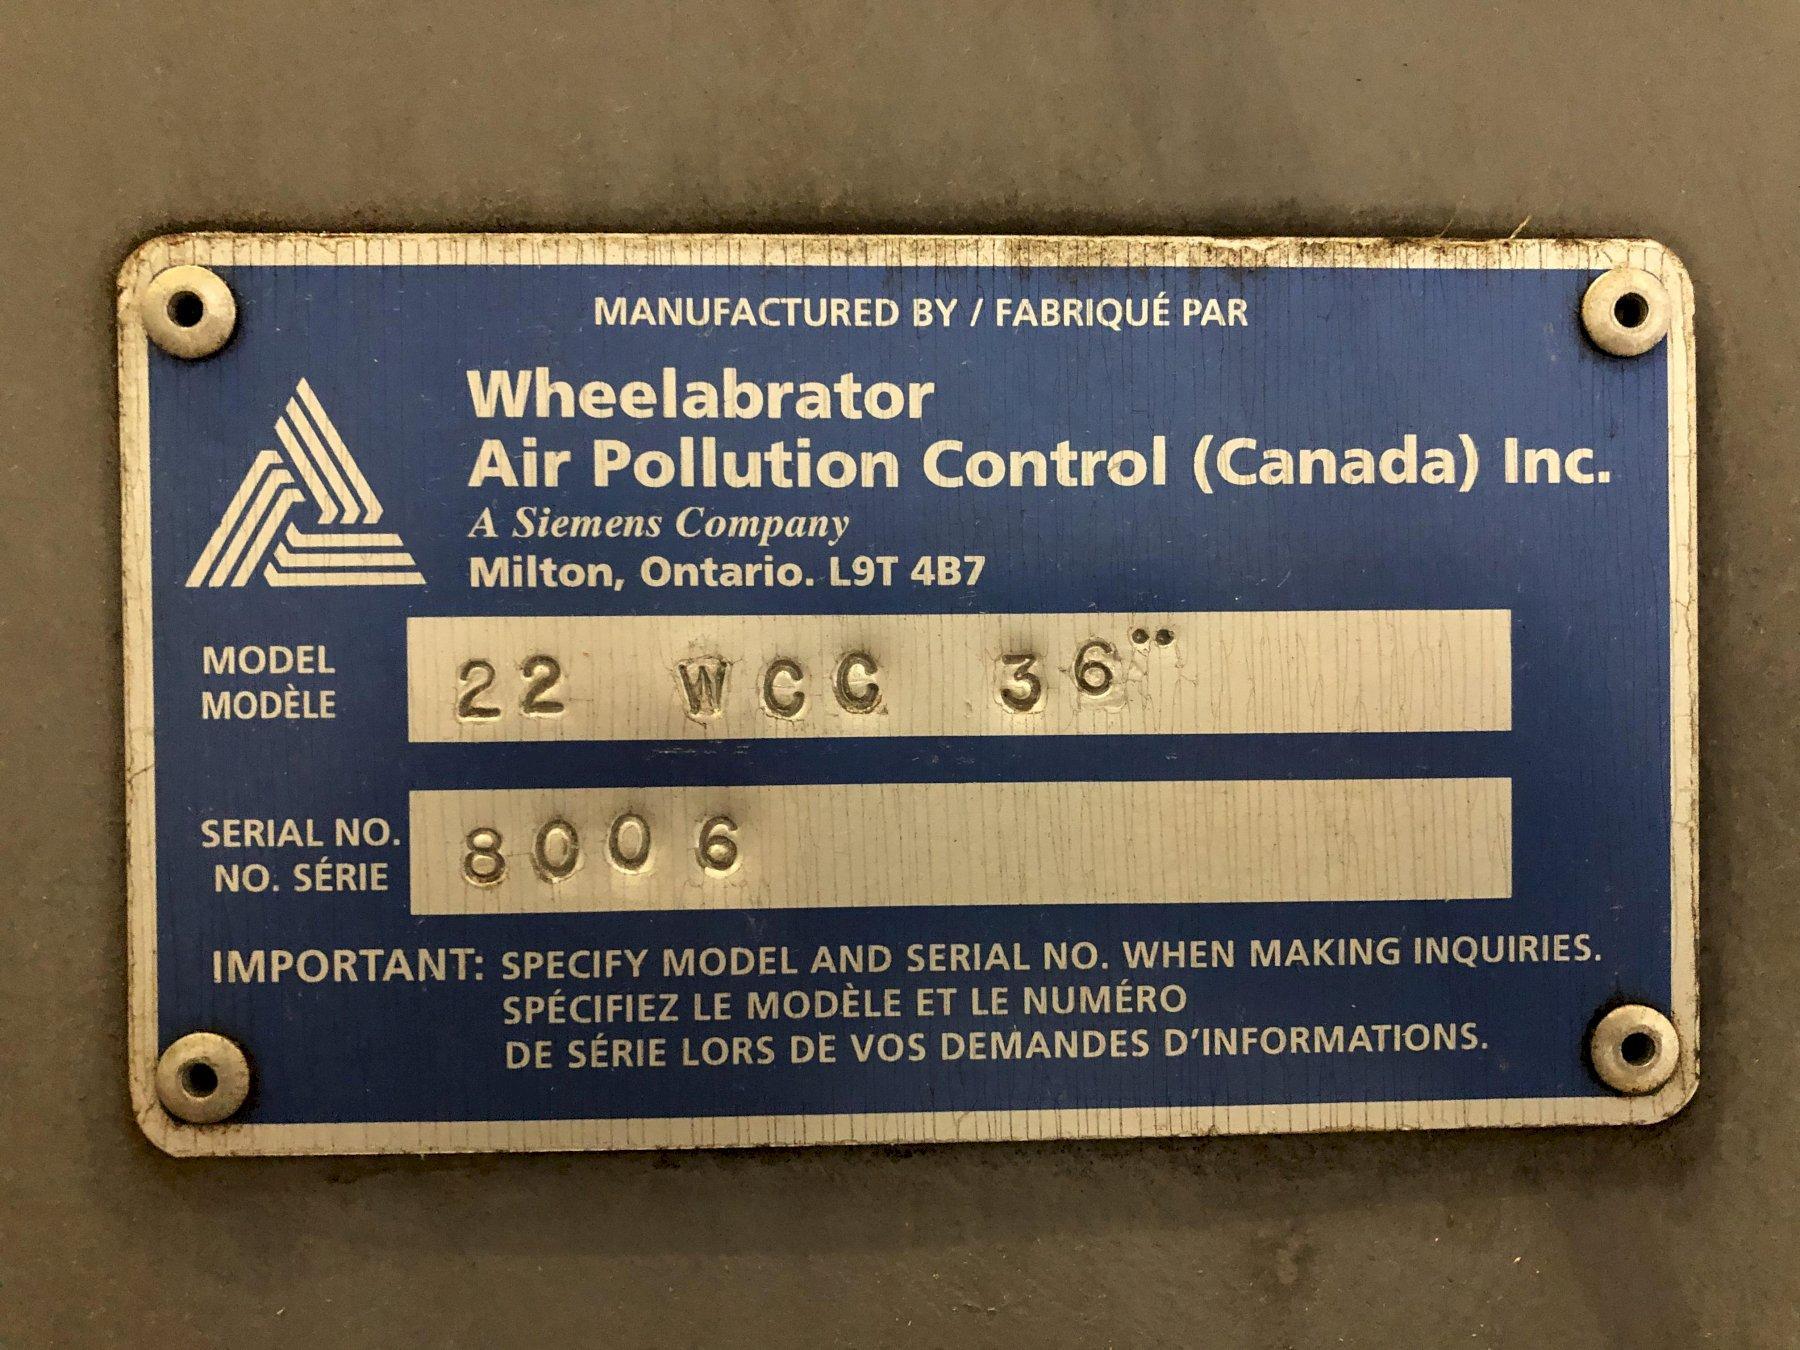 MANUFACTURED BY / FABRIQUÉ PAR
Wheelabrator
Air Pollution Control (Canada) Inc.
A Siemens Company
Milton, Ontario. L9T 4B7
MODEL
MODÈLE
22 WCC 36"
SERIAL NO.
NO. SÉRIE
8006
IMPORTANT: SPECIFY MODEL AND SERIAL NO. WHEN MAKING INQUIRIES.
SPÉCIFIEZ LE MODÈLE ET LE NUMÉRO
DE SÉRIE LORS DE VOS DEMANDES D'INFORMATIONS.